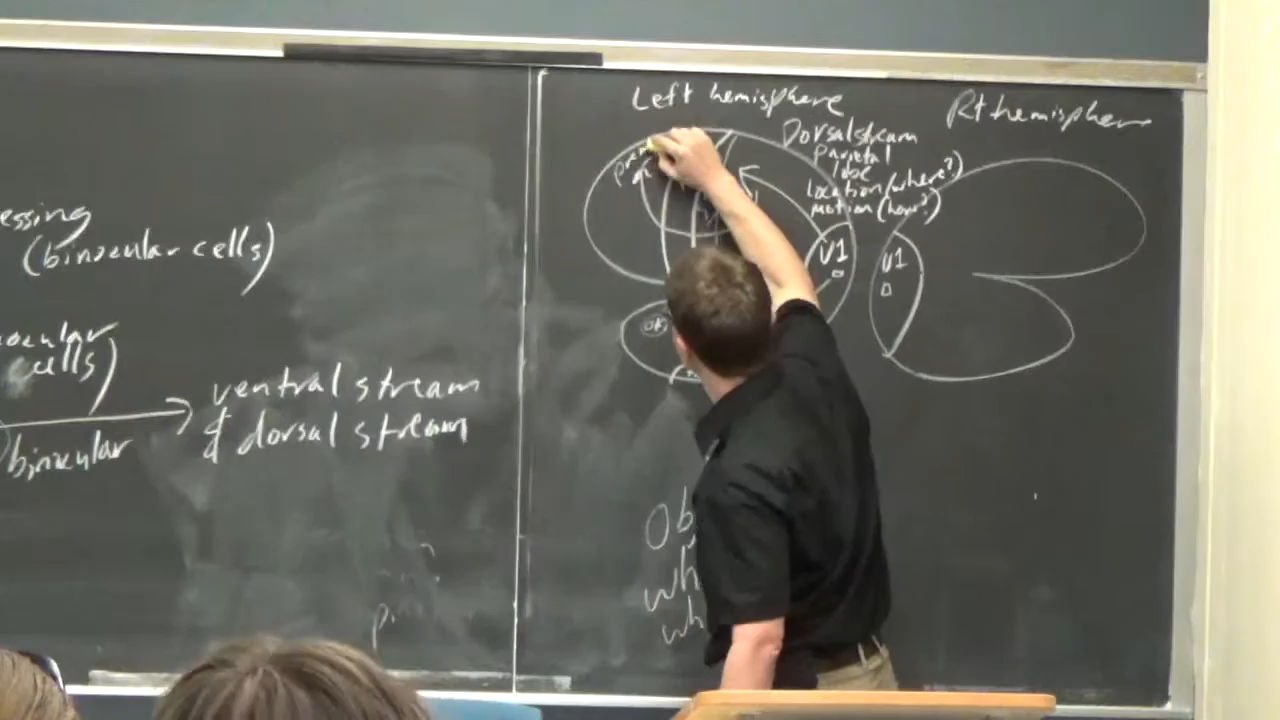 essing
(binocular cells)
ocular
cells)
binocular
ventral stream
& dorsal stream
Left hemisphere
Rt hemisphere
Dorsal stream
Parietal
lobe
location (where?)
motion (how?)
V1
V1
Ob
wh
wh